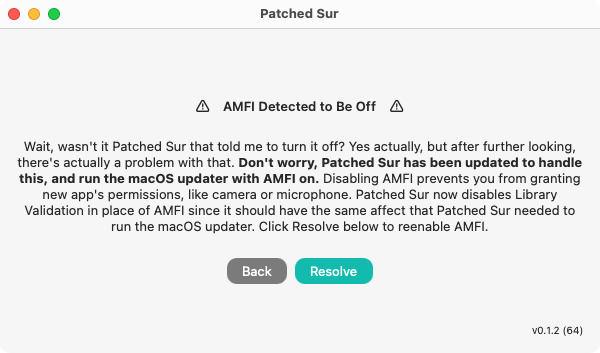 Patched Sur
AMFI Detected to Be Off
Wait, wasn't it Patched Sur that told me to turn it off? Yes actually, but after further looking,
there's actually a problem with that. Don't worry, Patched Sur has been updated to handle
this, and run the macOS updater with AMFI on. Disabling AMFI prevents you from granting
new app's permissions, like camera or microphone. Patched Sur now disables Library
Validation in place of AMFI since it should have the same affect that Patched Sur needed to
run the macOS updater. Click Resolve below to reenable AMFI.
Back
Resolve
v0.1.2 (64)